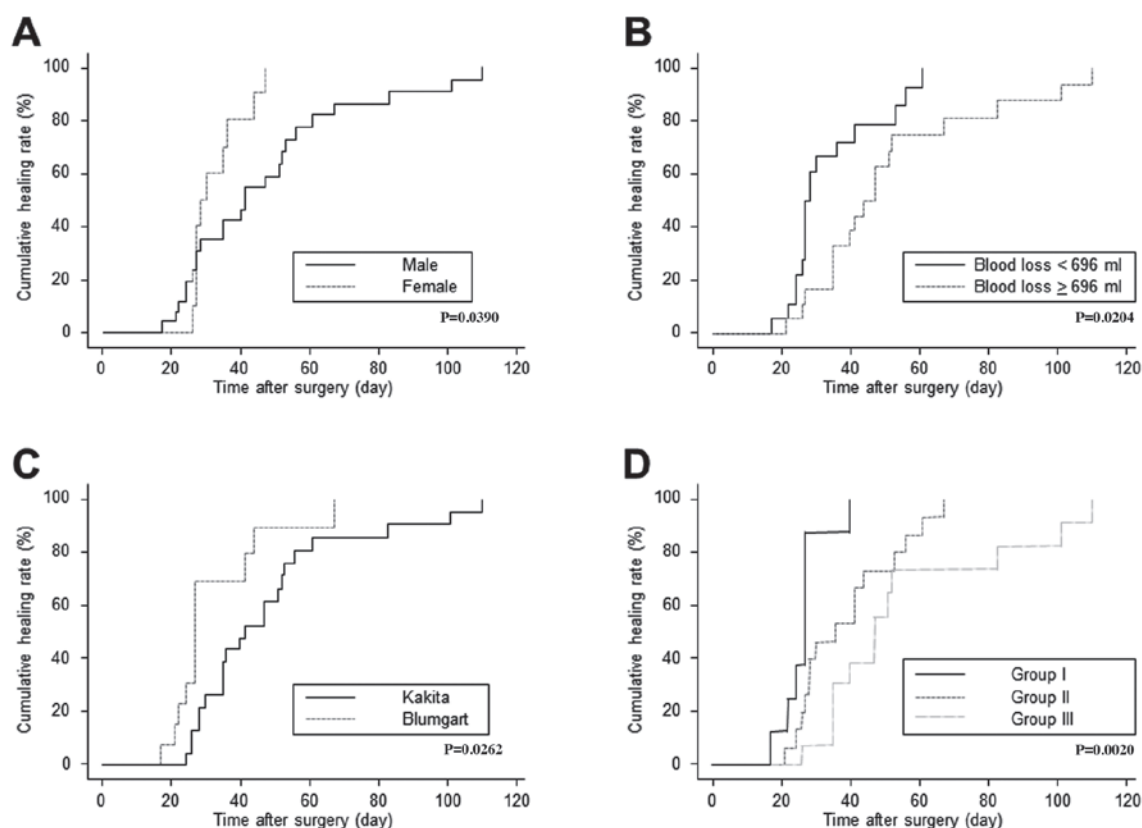 A
Cumulative healing rate (%)
100
80
60
40
20
0
0 20 40 60 80 100 120
Time after surgery (day)
Male
Female
P=0.0390
B
Cumulative healing rate (%)
100
80
60
40
20
0
0 20 40 60 80 100 120
Time after surgery (day)
Blood loss < 696 ml
Blood loss ≥ 696 ml
P=0.0204
C
Cumulative healing rate (%)
100
80
60
40
20
0
0 20 40 60 80 100 120
Time after surgery (day)
Kakita
Blumgart
P=0.0262
D
Cumulative healing rate (%)
100
80
60
40
20
0
0 20 40 60 80 100 120
Time after surgery (day)
Group I
Group II
Group III
P=0.0020